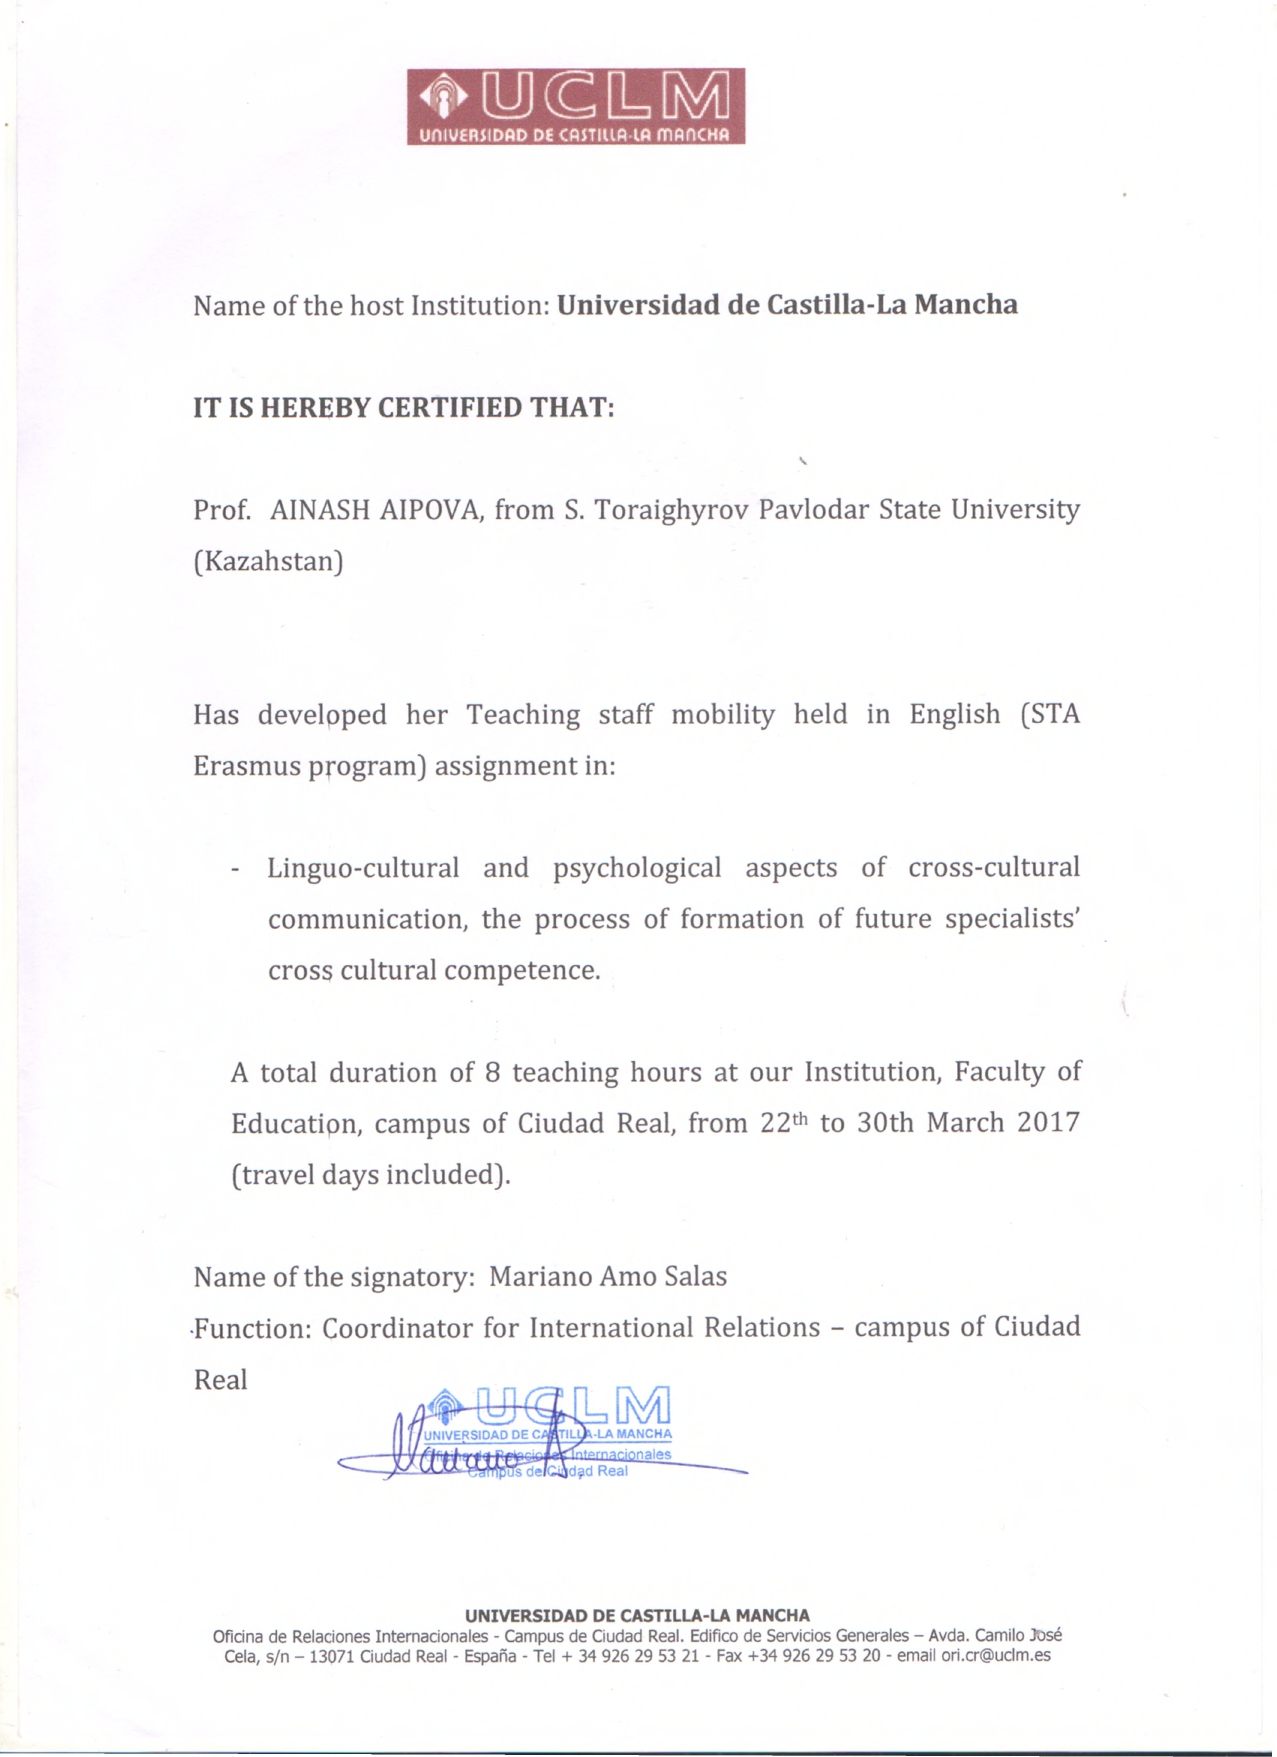 UCLM
UNIVERSIDAD DE CASTILLA-LA MANCHA
Name of the host Institution: Universidad de Castilla-La Mancha
IT IS HEREBY CERTIFIED THAT:
Prof. AINASH AIPOVA, from S. Toraighyrov Pavlodar State University
(Kazahstan)
Has developed her Teaching staff mobility held in English (STA
Erasmus program) assignment in:
- Linguo-cultural and psychological aspects of cross-cultural
communication, the process of formation of future specialists’
cross cultural competence.
A total duration of 8 teaching hours at our Institution, Faculty of
Education, campus of Ciudad Real, from 22th to 30th March 2017
(travel days included).
Name of the signatory: Mariano Amo Salas
Function: Coordinator for International Relations – campus of Ciudad
Real
UCLM
UNIVERSIDAD DE CASTILLA-LA MANCHA
Oficina de Relaciones Internacionales
Campus de Ciudad Real
UNIVERSIDAD DE CASTILLA-LA MANCHA
Oficina de Relaciones Internacionales - Campus de Ciudad Real. Edifico de Servicios Generales – Avda. Camilo José
Cela, s/n – 13071 Ciudad Real - España - Tel + 34 926 29 53 21 - Fax +34 926 29 53 20 - email ori.cr@uclm.es